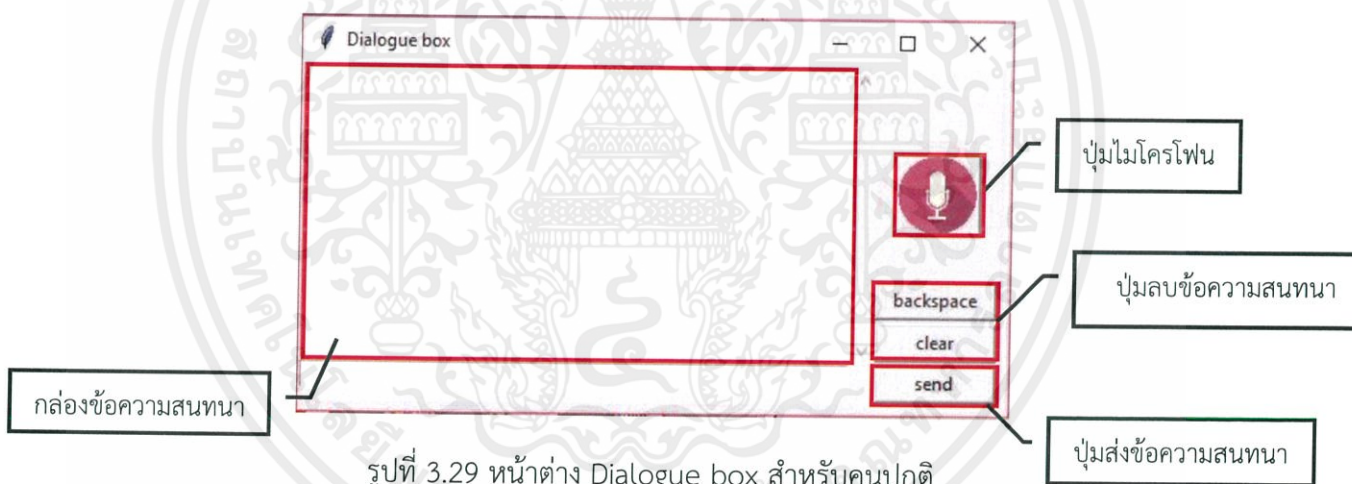 Dialogue box
ปุ่มไมโครโฟน
backspace
ปุ่มลบข้อความสนทนา
clear
send
กล่องข้อความสนทนา
ปุ่มส่งข้อความสนทนา
รูปที่ 3.29 หน้าต่าง Dialogue box สำหรับคนปกติ